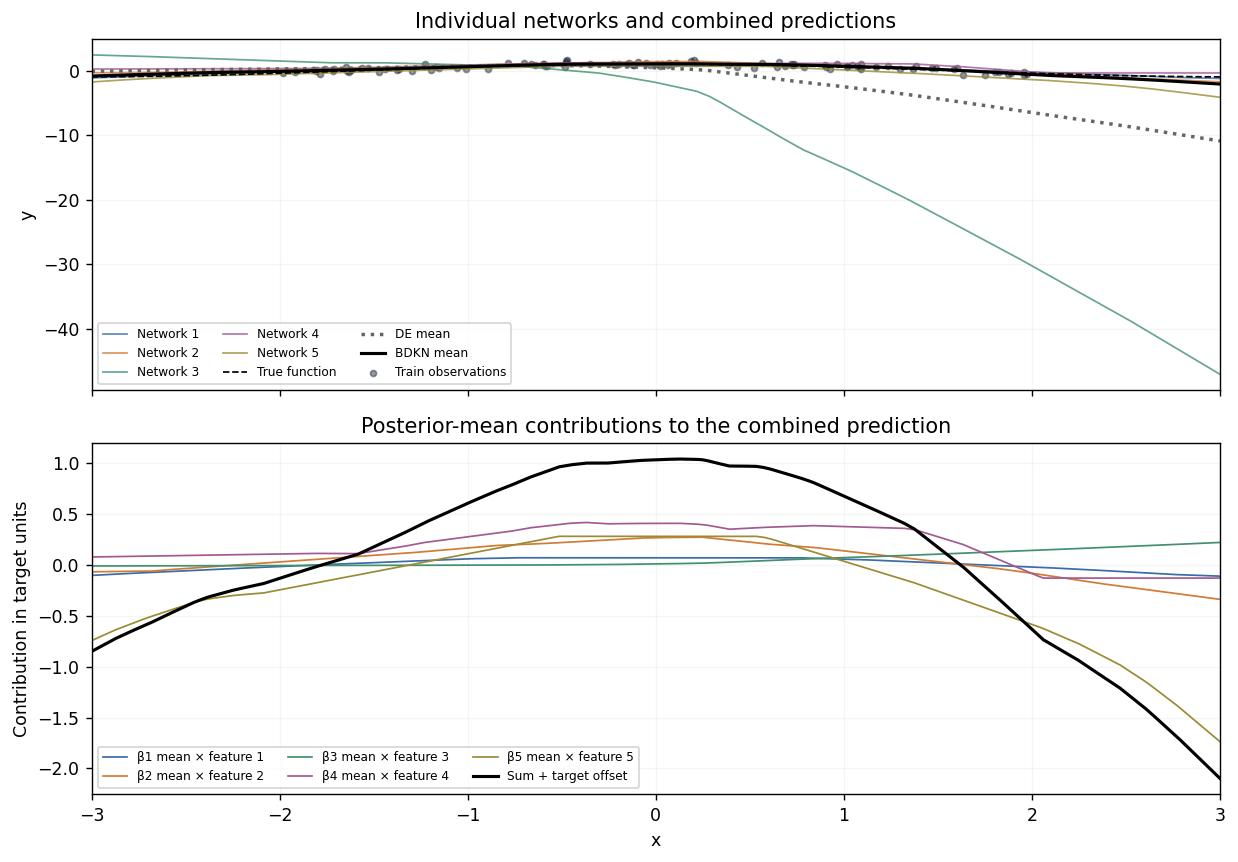 Individual networks and combined predictions
0
−10
−20
−30
−40
y
Network 1
Network 2
Network 3
Network 4
Network 5
True function
DE mean
BDKN mean
Train observations
Posterior-mean contributions to the combined prediction
1.0
0.5
0.0
−0.5
−1.0
−1.5
−2.0
Contribution in target units
β1 mean × feature 1
β2 mean × feature 2
β3 mean × feature 3
β4 mean × feature 4
β5 mean × feature 5
Sum + target offset
−3 −2 −1 0 1 2 3
x